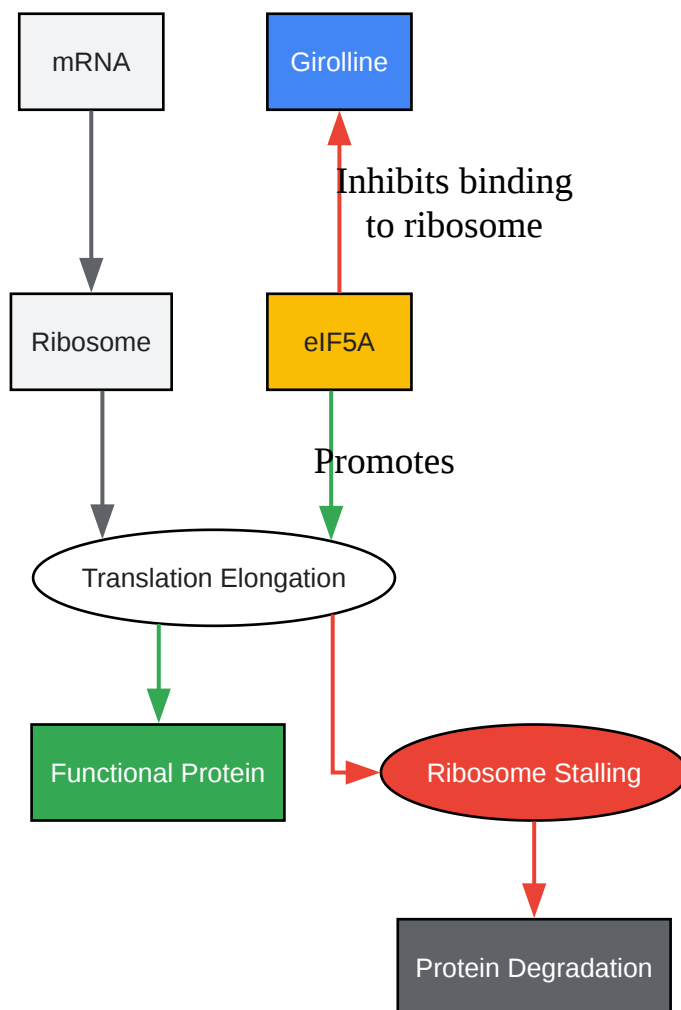 mRNA
Girolline
Inhibits binding
to ribosome
Ribosome
eIF5A
Promotes
Translation Elongation
Functional Protein
Ribosome Stalling
Protein Degradation